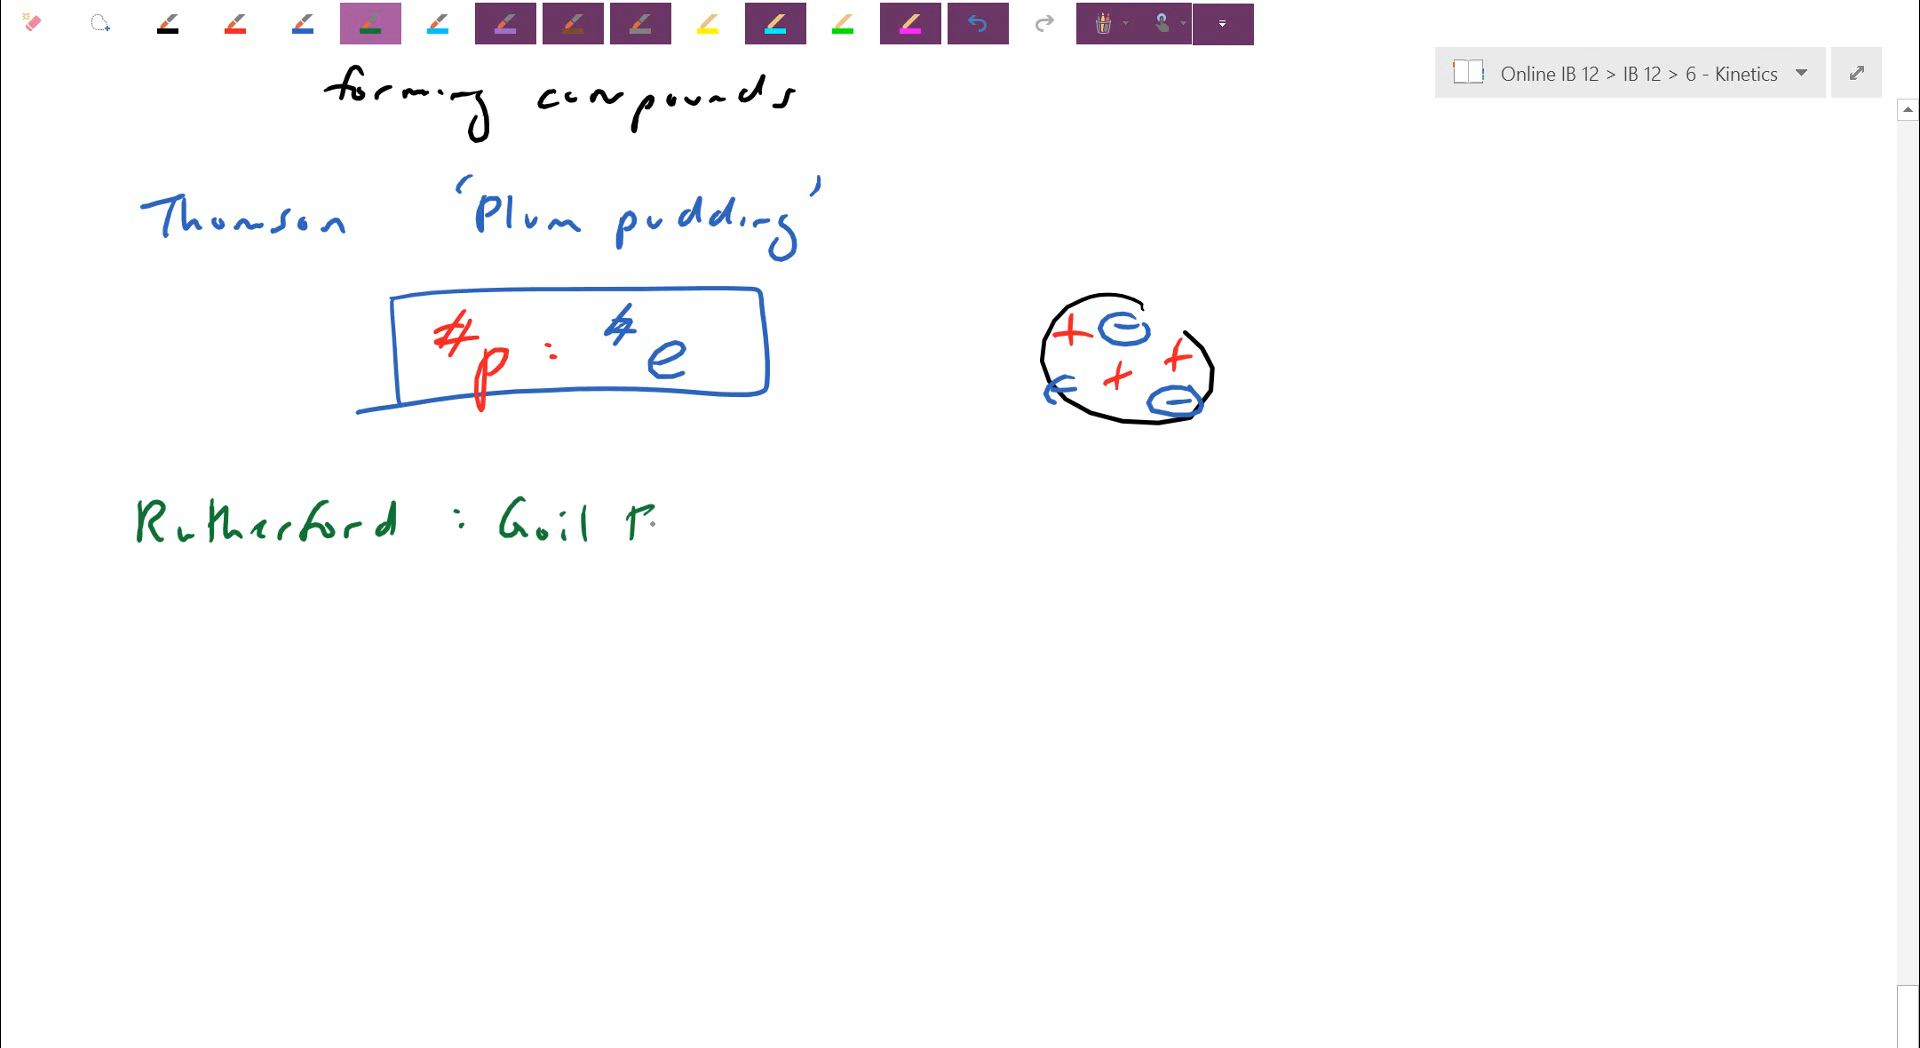 Online IB 12 > IB 12 > 6 - Kinetics
forming compounds
Thomson 'Plum pudding'
#p : #e
+ -
+ +
- -
Rutherford : Goil